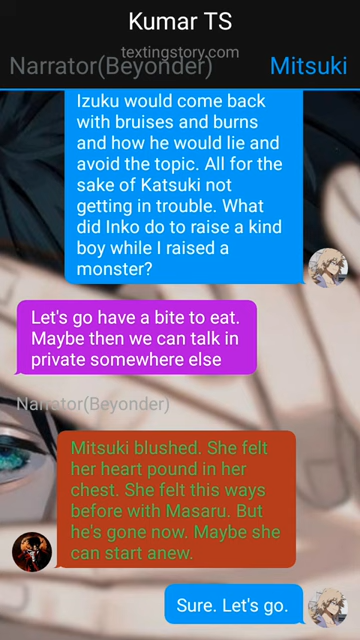 Kumar TS
textingstory.com
Narrator(Beyonder)
Mitsuki
Izuku would come back
with bruises and burns
and how he would lie and
avoid the topic. All for the
sake of Katsuki not
getting in trouble. What
did Inko do to raise a kind
boy while I raised a
monster?
Let's go have a bite to eat.
Maybe then we can talk in
private somewhere else
Narrator(Beyonder)
Mitsuki blushed. She felt
her heart pound in her
chest. She felt this ways
before with Masaru. But
he's gone now. Maybe she
can start anew.
Sure. Let's go.